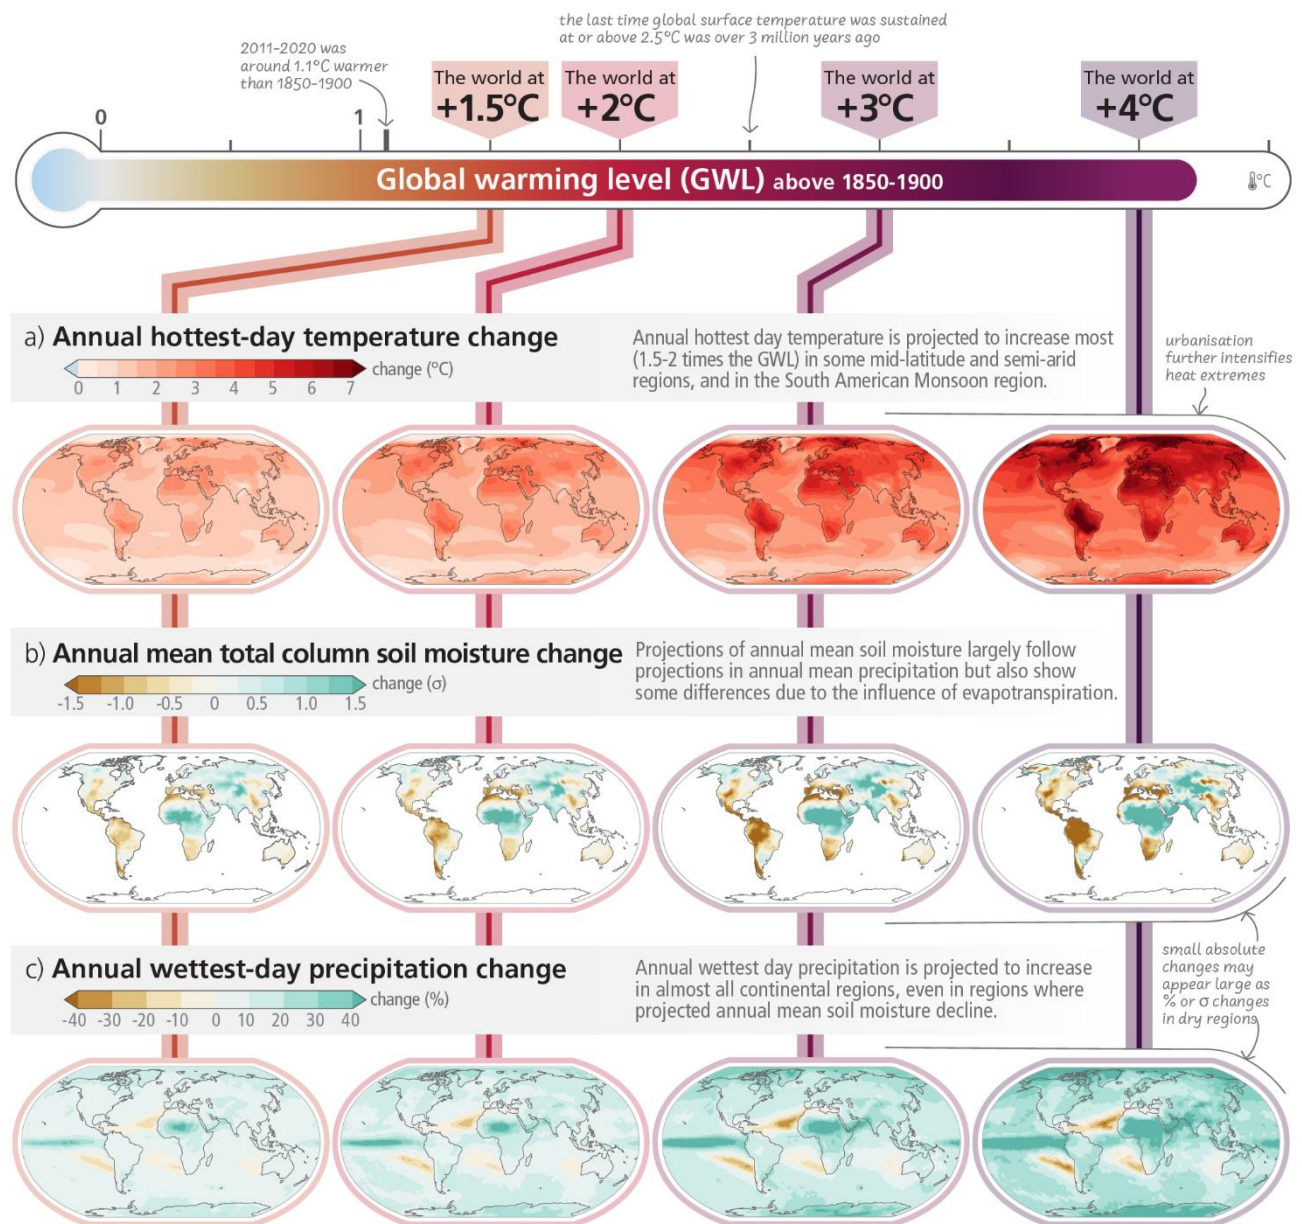 the last time global surface temperature was sustained
at or above 2.5°C was over 3 million years ago
2011-2020 was
around 1.1°C warmer
than 1850-1900
The world at
+1.5°C
The world at
+2°C
The world at
+3°C
The world at
+4°C
0
1
Global warming level (GWL) above 1850-1900
°C
a) Annual hottest-day temperature change
change (°C)
0 1 2 3 4 5 6 7
Annual hottest day temperature is projected to increase most
(1.5-2 times the GWL) in some mid-latitude and semi-arid
regions, and in the South American Monsoon region.
urbanisation
further intensifies
heat extremes
b) Annual mean total column soil moisture change
change (σ)
-1.5 -1.0 -0.5 0 0.5 1.0 1.5
Projections of annual mean soil moisture largely follow
projections in annual mean precipitation but also show
some differences due to the influence of evapotranspiration.
c) Annual wettest-day precipitation change
change (%)
-40 -30 -20 -10 0 10 20 30 40
Annual wettest day precipitation is projected to increase
in almost all continental regions, even in regions where
projected annual mean soil moisture decline.
small absolute
changes may
appear large as
% or σ changes
in dry regions